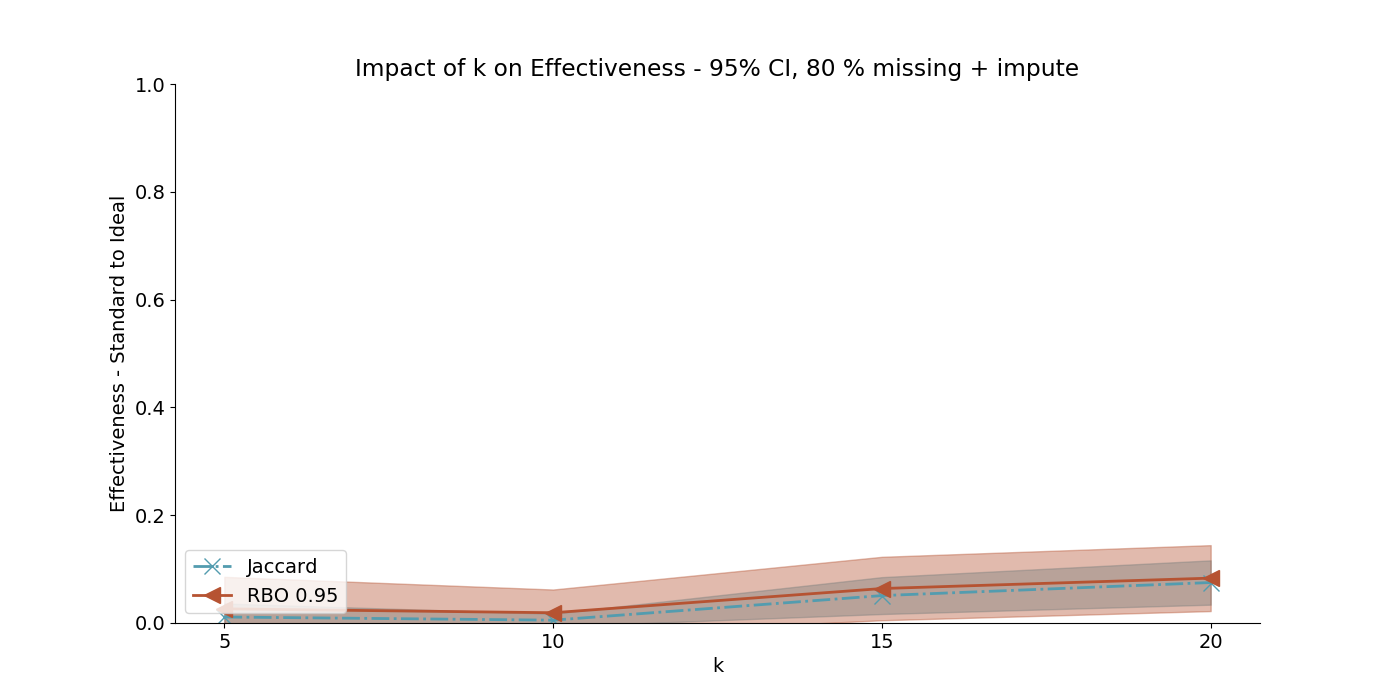 Impact of k on Effectiveness - 95% CI, 80 % missing + impute
Effectiveness - Standard to Ideal
1.0
0.8
0.6
0.4
0.2
0.0
Jaccard
RBO 0.95
5
10
15
20
k